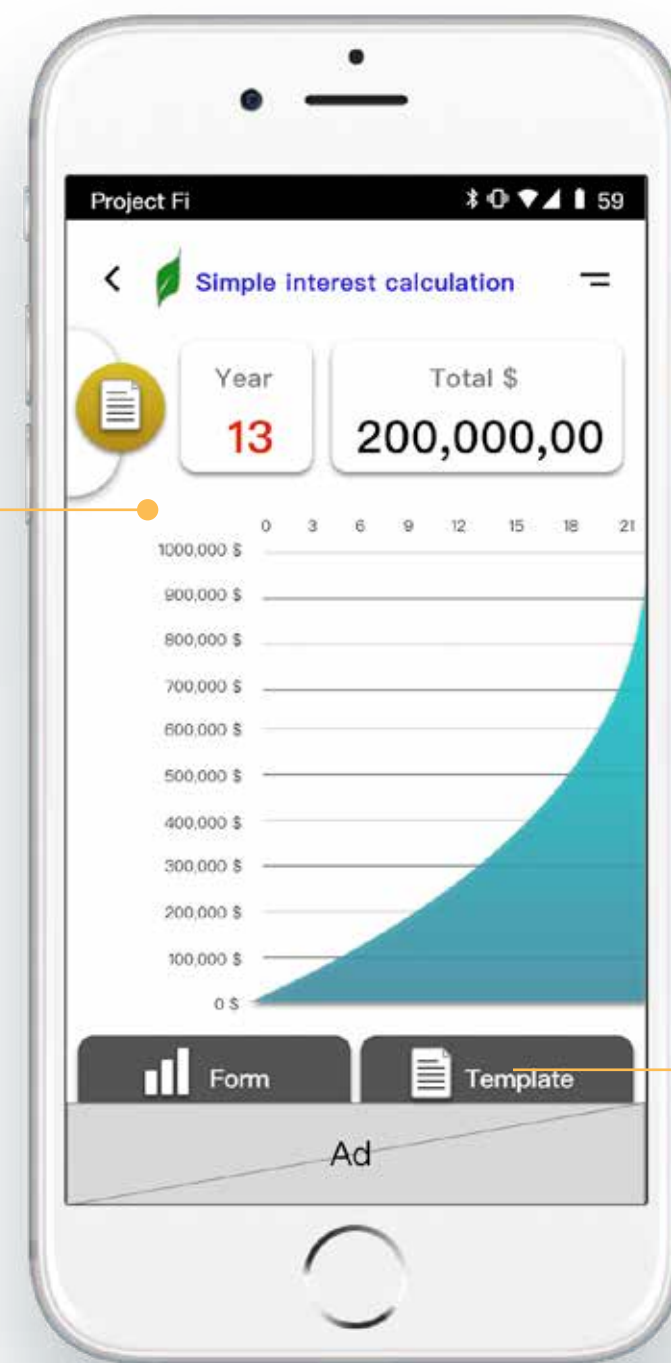 Project Fi 59
Simple interest calculation
Year
Total $
13
200,000,00
0 3 6 9 12 15 18 21
1000,000 $
900,000 $
800,000 $
700,000 $
600,000 $
500,000 $
400,000 $
300,000 $
200,000 $
100,000 $
0 $
Form
Template
Ad